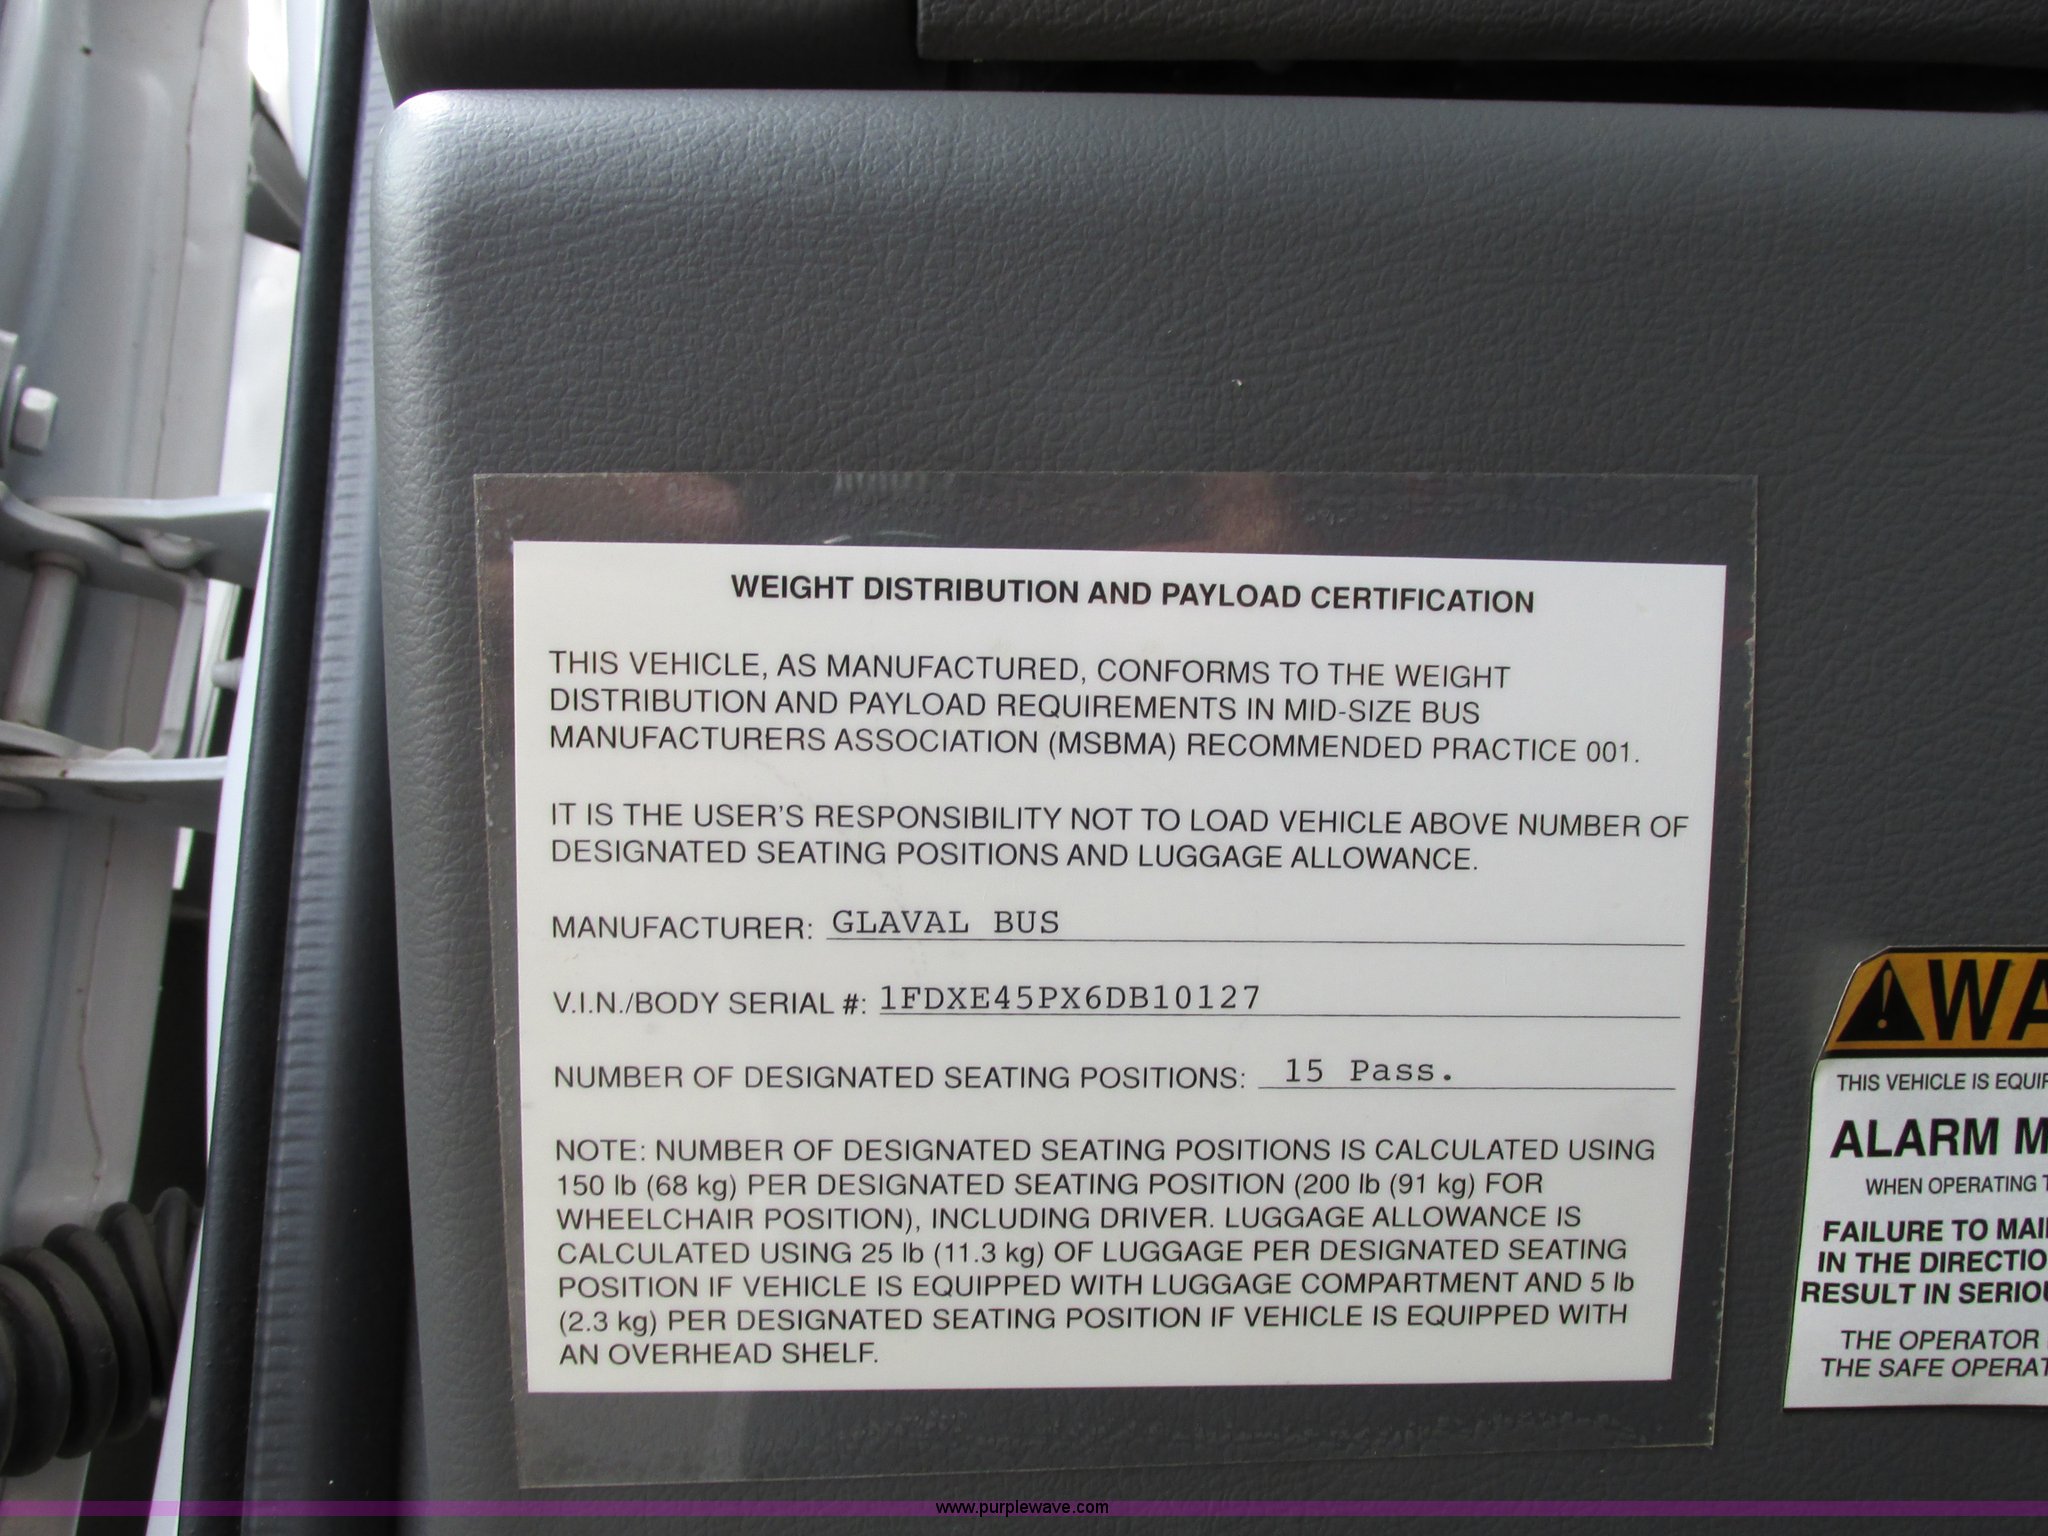 WEIGHT DISTRIBUTION AND PAYLOAD CERTIFICATION
THIS VEHICLE, AS MANUFACTURED, CONFORMS TO THE WEIGHT
DISTRIBUTION AND PAYLOAD REQUIREMENTS IN MID-SIZE BUS
MANUFACTURERS ASSOCIATION (MSBMA) RECOMMENDED PRACTICE 001.
IT IS THE USER'S RESPONSIBILITY NOT TO LOAD VEHICLE ABOVE NUMBER OF
DESIGNATED SEATING POSITIONS AND LUGGAGE ALLOWANCE.
MANUFACTURER: GLAVAL BUS
V.I.N./BODY SERIAL #: 1FDXE45PX6DB10127
NUMBER OF DESIGNATED SEATING POSITIONS: 15 Pass.
NOTE: NUMBER OF DESIGNATED SEATING POSITIONS IS CALCULATED USING
150 lb (68 kg) PER DESIGNATED SEATING POSITION (200 lb (91 kg) FOR
WHEELCHAIR POSITION), INCLUDING DRIVER. LUGGAGE ALLOWANCE IS
CALCULATED USING 25 lb (11.3 kg) OF LUGGAGE PER DESIGNATED SEATING
POSITION IF VEHICLE IS EQUIPPED WITH LUGGAGE COMPARTMENT AND 5 lb
(2.3 kg) PER DESIGNATED SEATING POSITION IF VEHICLE IS EQUIPPED WITH
AN OVERHEAD SHELF.
WA
THIS VEHICLE IS EQUIP
ALARM M
WHEN OPERATING T
FAILURE TO MAI
IN THE DIRECTIO
RESULT IN SERIOU
THE OPERATOR
THE SAFE OPERAT
www.purplewave.com